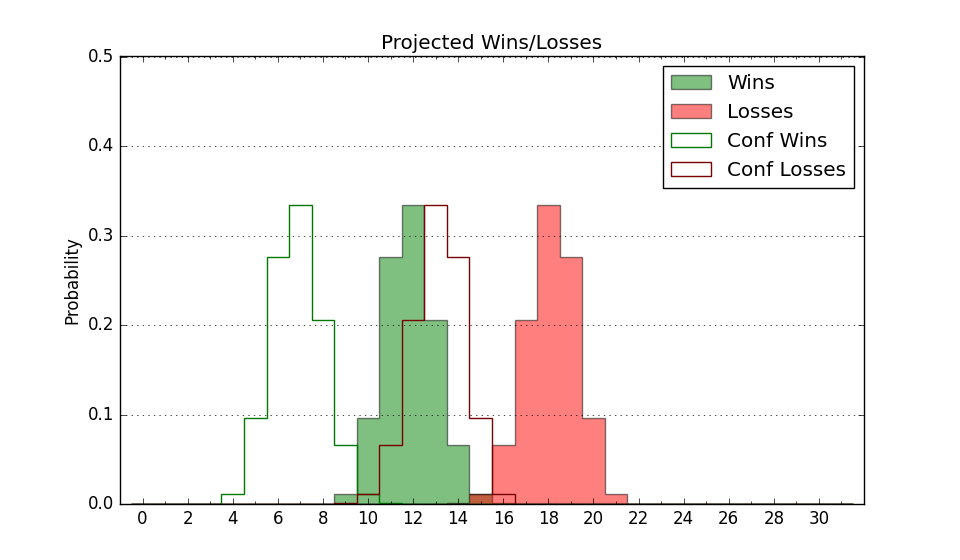 Projected Wins/Losses
Probability
0.5
0.4
0.3
0.2
0.1
0.0
0 2 4 6 8 10 12 14 16 18 20 22 24 26 28 30
Wins
Losses
Conf Wins
Conf Losses